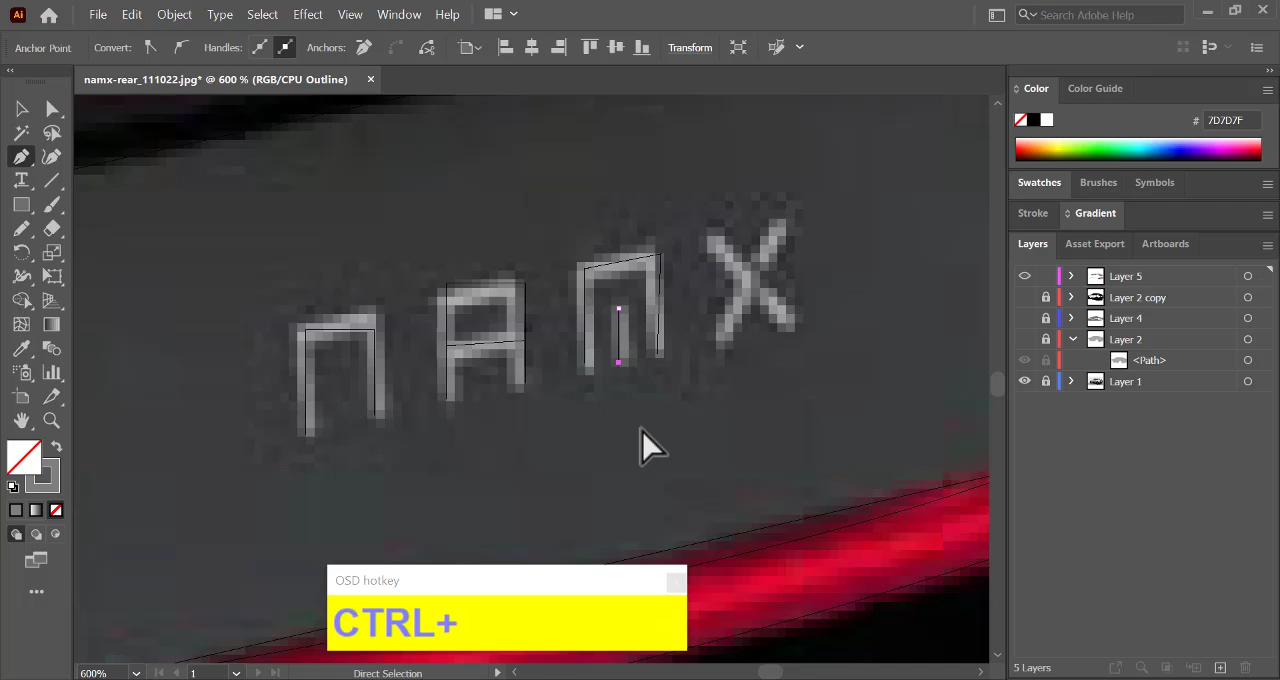 Ai File Edit Object Type Select Effect View Window Help Search Adobe Help
Anchor Point Convert: Handles: Anchors: Transform
namx-rear_111022.jpg* @ 600 % (RGB/CPU Outline)
Color Color Guide
# 7D7D7F
Swatches Brushes Symbols
Stroke Gradient
Layers Asset Export Artboards
Layer 5
Layer 2 copy
Layer 4
Layer 2
<Path>
Layer 1
NAMX
OSD hotkey
CTRL+
600% 1 Direct Selection 5 Layers